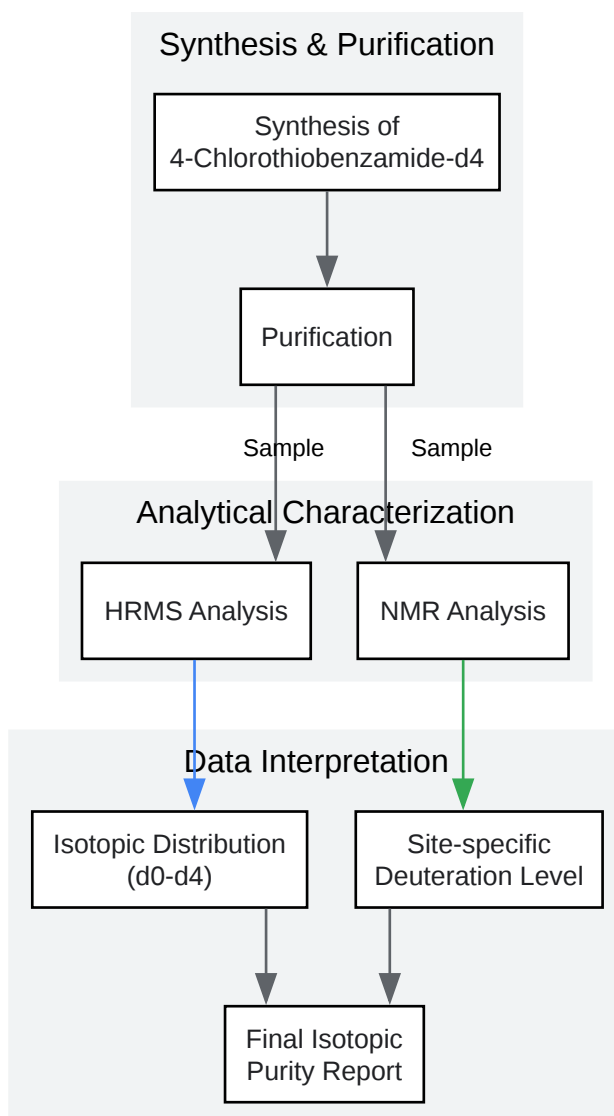 Synthesis & Purification
Synthesis of
4-Chlorothiobenzamide-d4
Purification
Sample
Sample
Analytical Characterization
HRMS Analysis
NMR Analysis
Data Interpretation
Isotopic Distribution
(d0-d4)
Site-specific
Deuteration Level
Final Isotopic
Purity Report